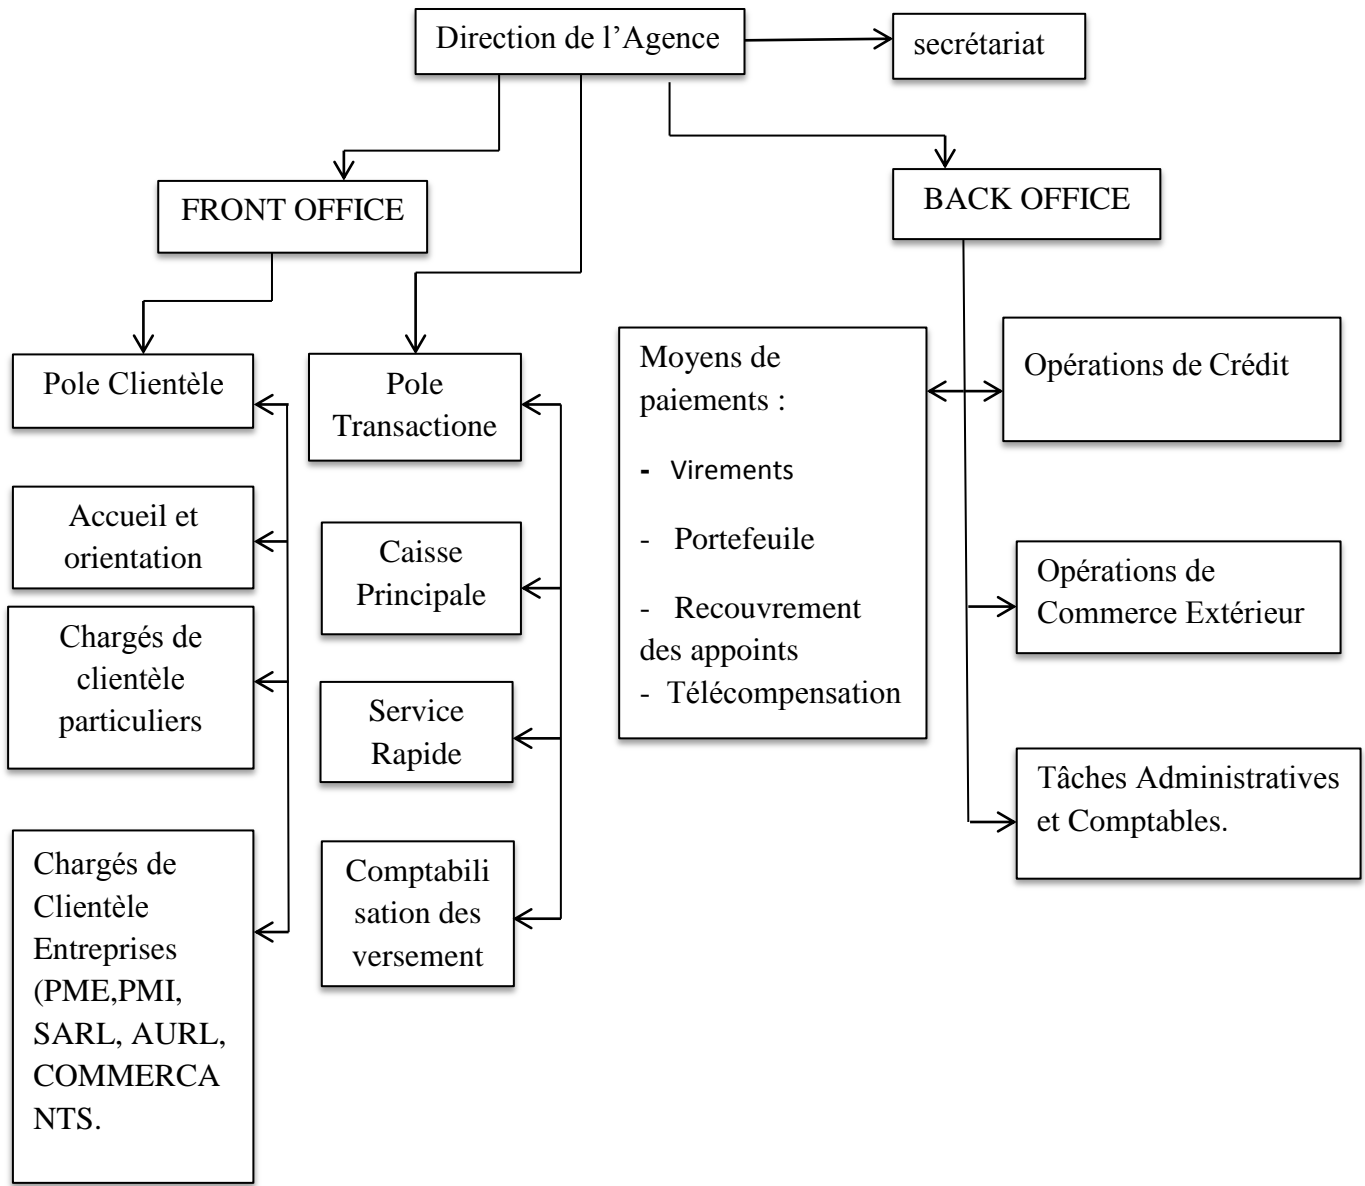 Direction de l’Agence
secrétariat
FRONT OFFICE
BACK OFFICE
Pole Clientèle
Accueil et
orientation
Chargés de
clientèle
particuliers
Chargés de
Clientèle
Entreprises
(PME,PMI,
SARL, AURL,
COMMERCA
NTS.
Pole
Transactione
Caisse
Principale
Service
Rapide
Comptabili
sation des
versement
Moyens de
paiements :
- Virements
- Portefeuile
- Recouvrement
des appoints
- Télécompensation
Opérations de Crédit
Opérations de
Commerce Extérieur
Tâches Administratives
et Comptables.